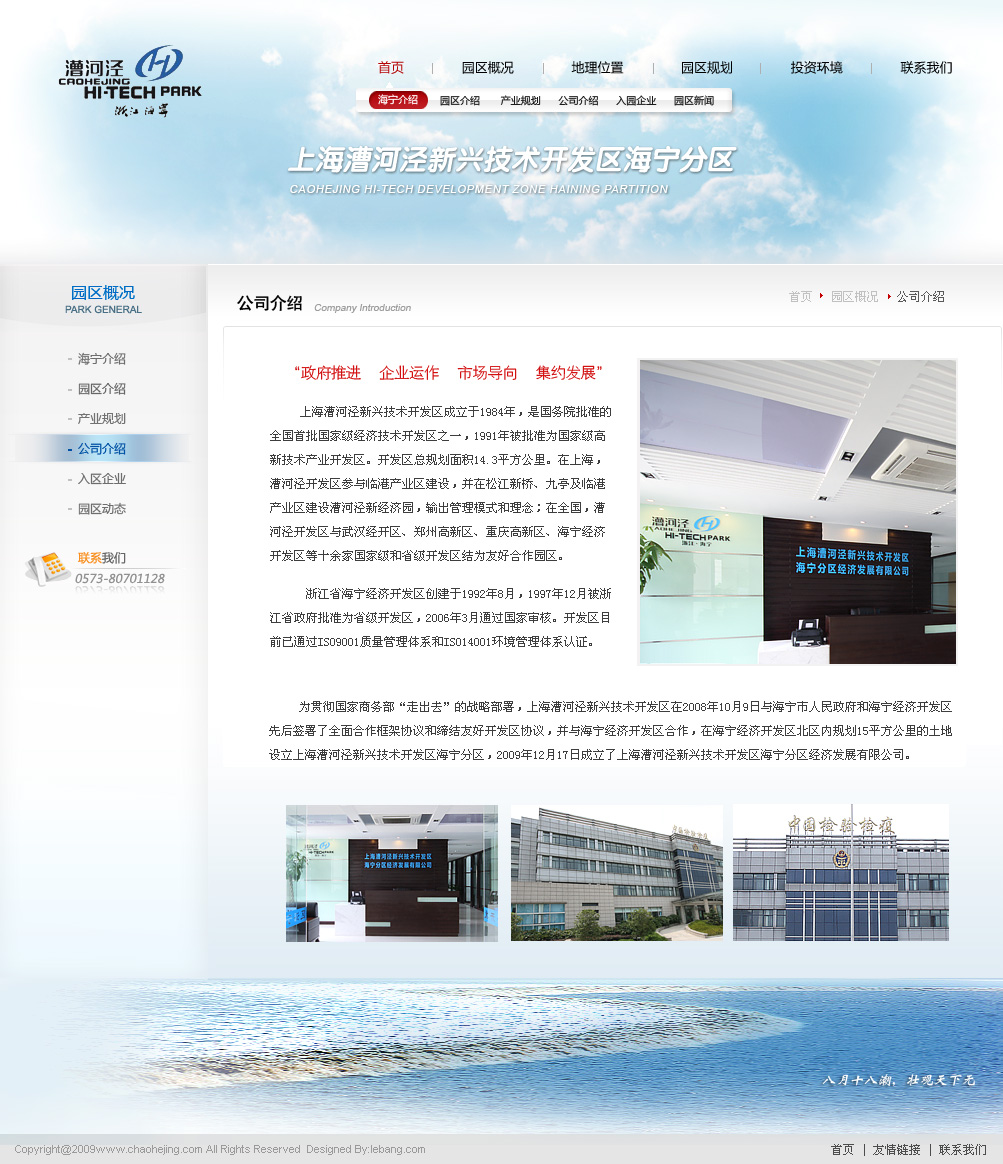 漕河泾
CAOHEJING
HI-TECH PARK
浙江海宁
首页 | 园区概况 | 地理位置 | 园区规划 | 投资环境 | 联系我们
海宁介绍 园区介绍 产业规划 公司介绍 入园企业 园区新闻
上海漕河泾新兴技术开发区海宁分区
CAOHEJING HI-TECH DEVELOPMENT ZONE HAINING PARTITION
园区概况
PARK GENERAL
- 海宁介绍
- 园区介绍
- 产业规划
- 公司介绍
- 入区企业
- 园区动态
联系我们
0573-80701128
公司介绍 Company Introduction
首页 园区概况 公司介绍
“政府推进 企业运作 市场导向 集约发展”
上海漕河泾新兴技术开发区成立于1984年，是国务院批准的
全国首批国家级经济技术开发区之一，1991年被批准为国家级高
新技术产业开发区。开发区总规划面积14.3平方公里。在上海，
漕河泾开发区参与临港产业区建设，并在松江新桥、九亭及临港
产业区建设漕河泾新经济园，输出管理模式和理念；在全国，漕
河泾开发区与武汉经开区、郑州高新区、重庆高新区、海宁经济
开发区等十余家国家级和省级开发区结为友好合作园区。
浙江省海宁经济开发区创建于1992年8月，1997年12月被浙
江省政府批准为省级开发区，2006年3月通过国家审核。开发区目
前已通过ISO9001质量管理体系和ISO14001环境管理体系认证。
漕河泾
HI-TECH PARK
浙江·海宁
上海漕河泾新兴技术开发区
海宁分区经济发展有限公司
为贯彻国家商务部“走出去”的战略部署，上海漕河泾新兴技术开发区在2008年10月9日与海宁市人民政府和海宁经济开发区
先后签署了全面合作框架协议和缔结友好开发区协议，并与海宁经济开发区合作，在海宁经济开发区北区内规划15平方公里的土地
设立上海漕河泾新兴技术开发区海宁分区，2009年12月17日成立了上海漕河泾新兴技术开发区海宁分区经济发展有限公司。
漕河泾
HI-TECH PARK
上海漕河泾新兴技术开发区
海宁分区经济发展有限公司
中国检验检疫
八月十八潮，壮观天下无
Copyright@2009www.chaohejing.com All Rights Reserved Designed By:lebang.com
首页 | 友情链接 | 联系我们